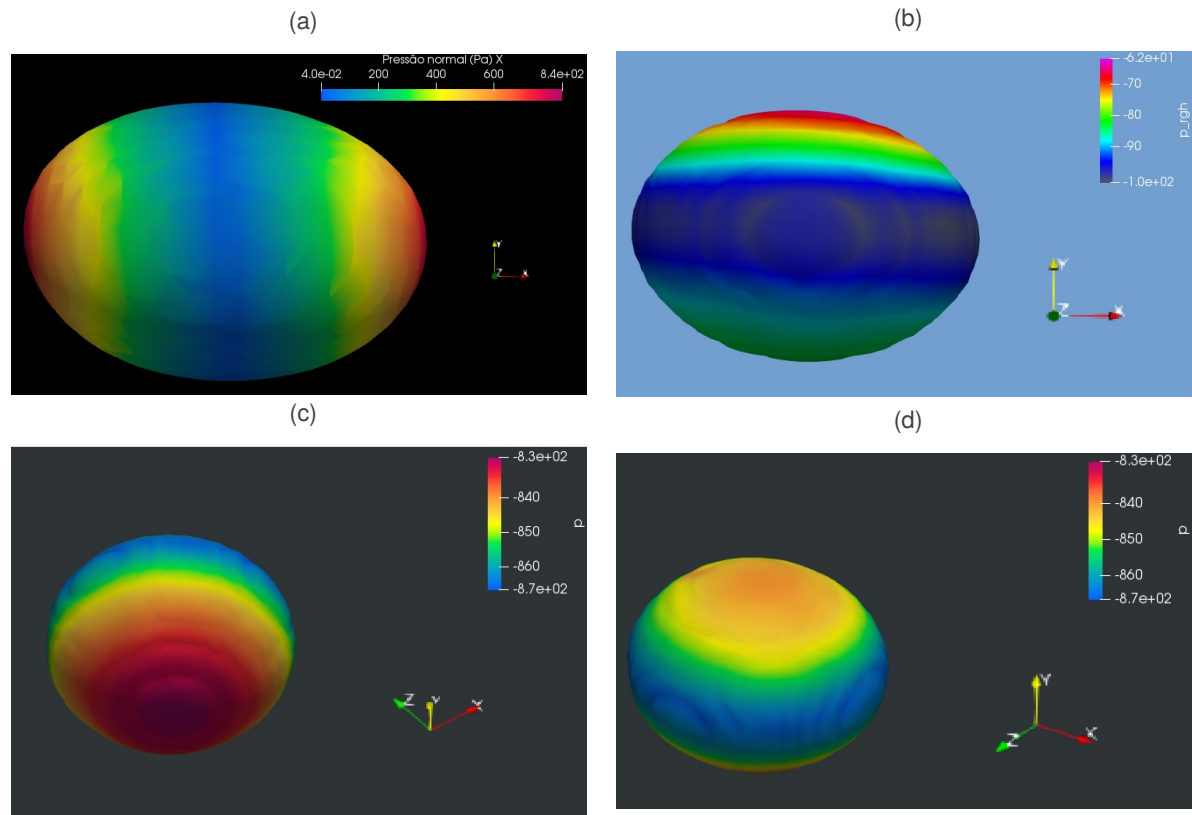 (a)
Pressão normal (Pa) X
4.0e-02 200 400 600 8.4e+02
Y
Z X
(b)
-6.2e+01
-70
-80
-90
-1.0e+02
p_rgh
Y
Z X
(c)
-8.3e+02
-840
-850
-860
-8.7e+02
p
Z Y X
(d)
-8.3e+02
-840
-850
-860
-8.7e+02
p
Y
Z X